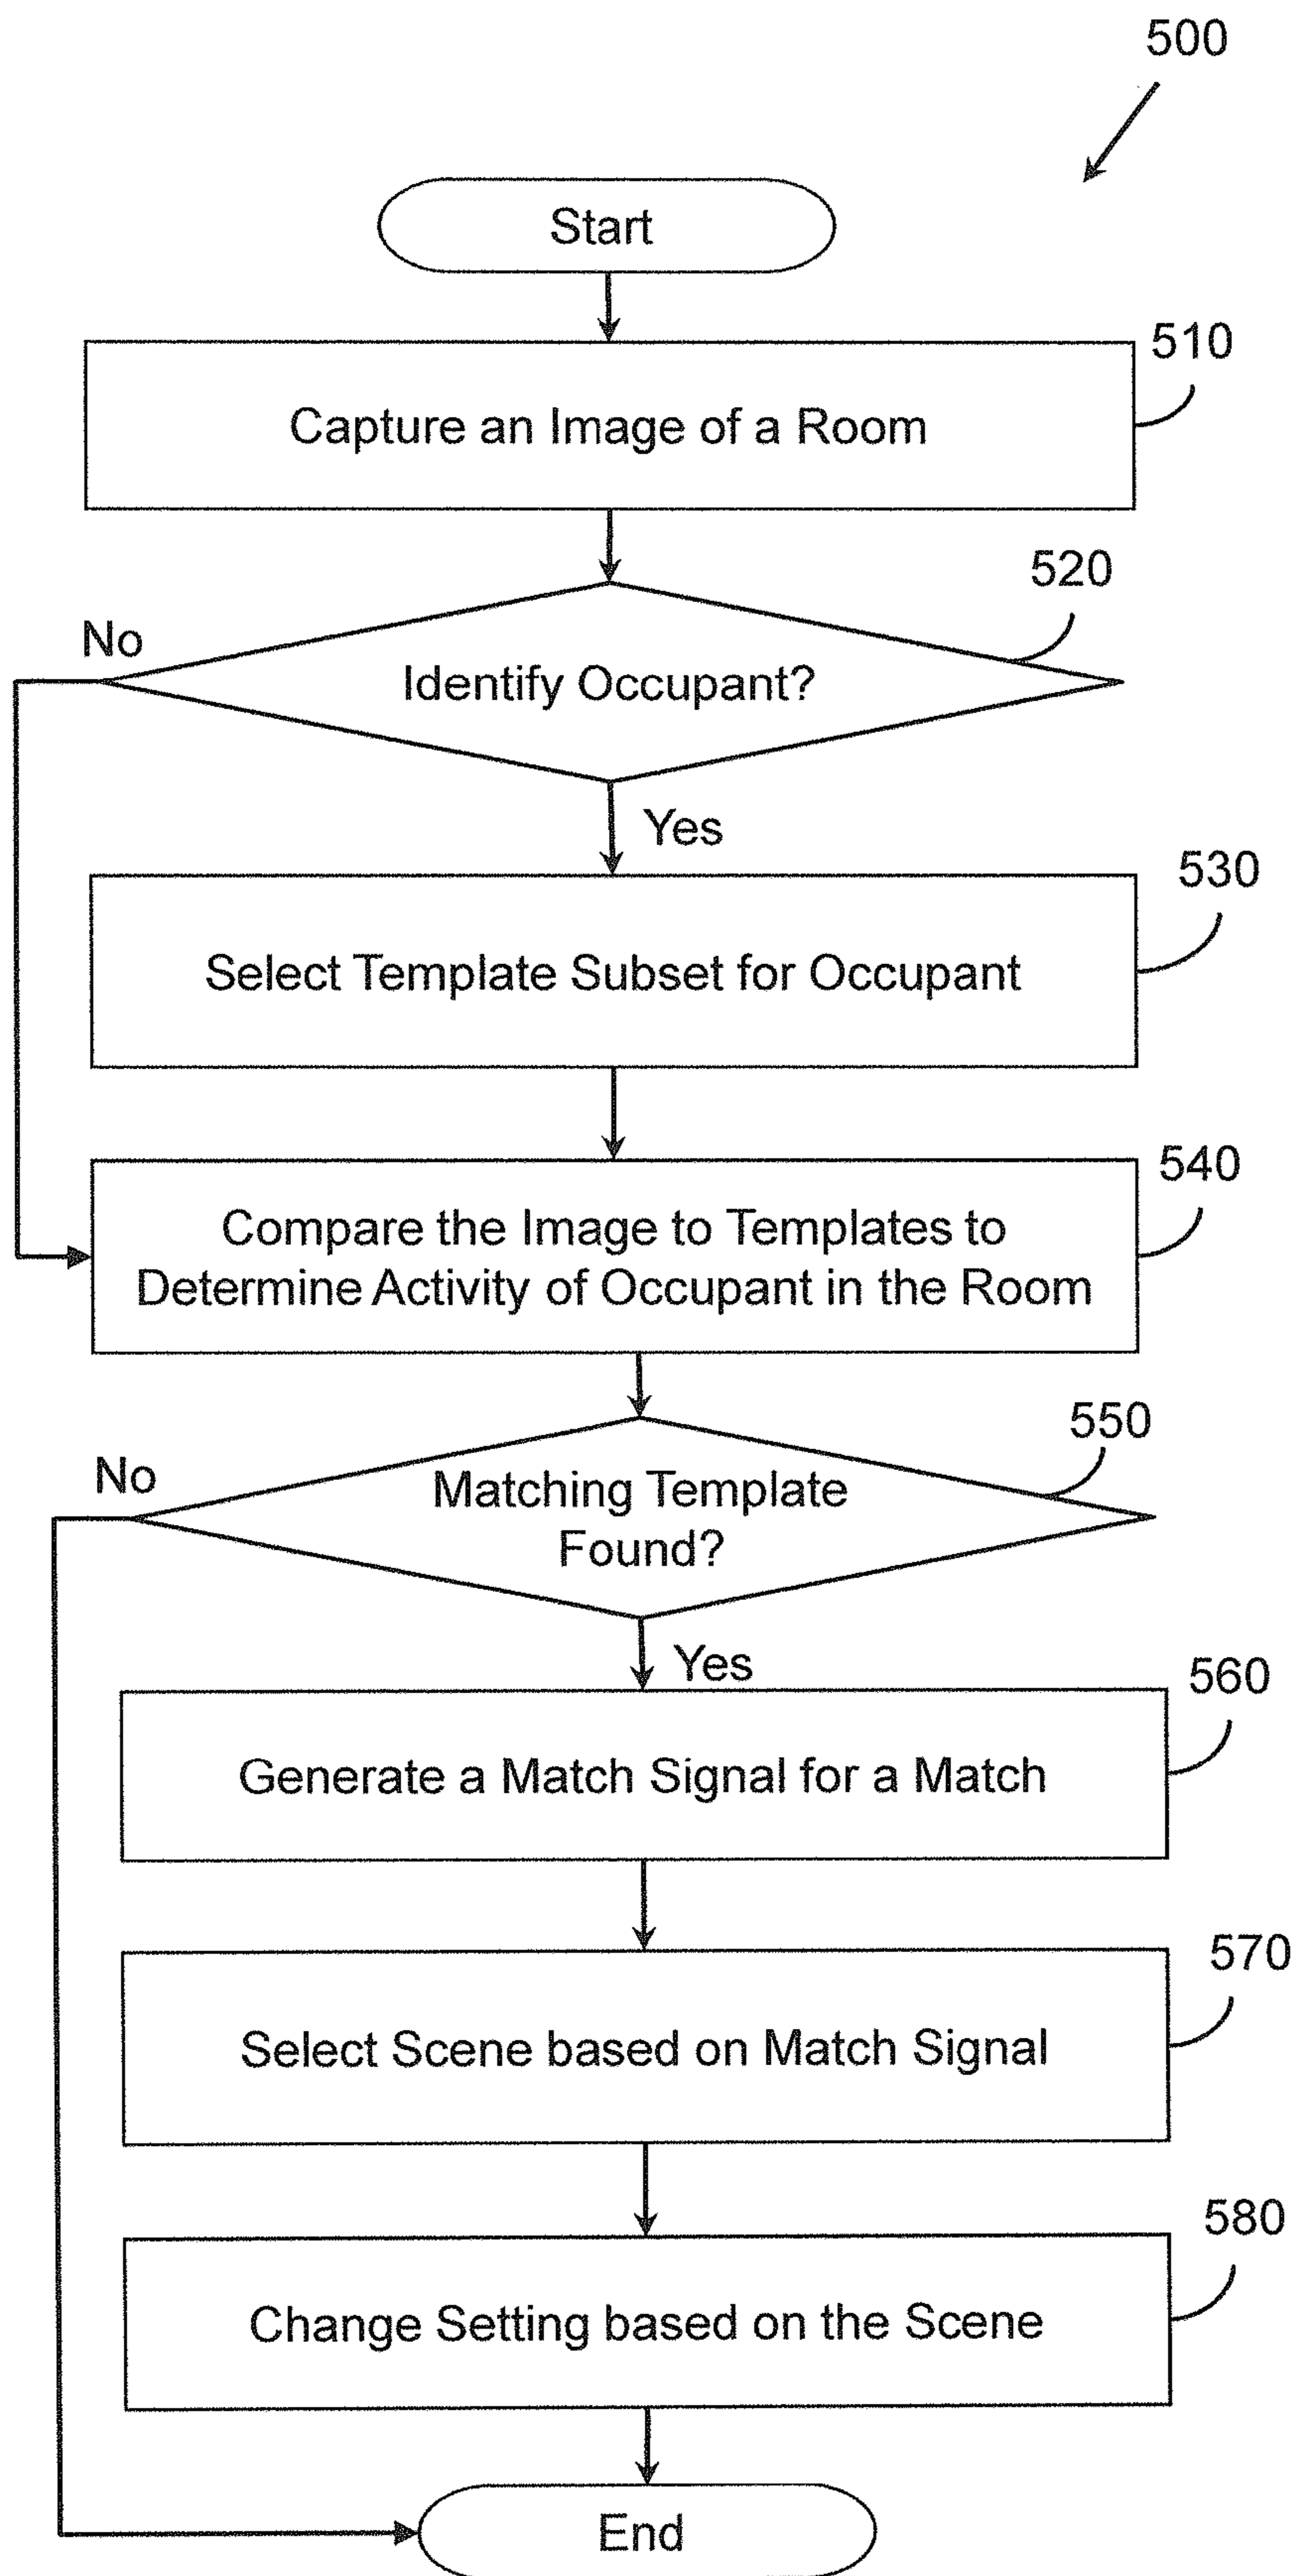 500
Start
510
Capture an Image of a Room
520
No
Identify Occupant?
Yes
530
Select Template Subset for Occupant
540
Compare the Image to Templates to
Determine Activity of Occupant in the Room
550
No
Matching Template
Found?
Yes
560
Generate a Match Signal for a Match
570
Select Scene based on Match Signal
580
Change Setting based on the Scene
End